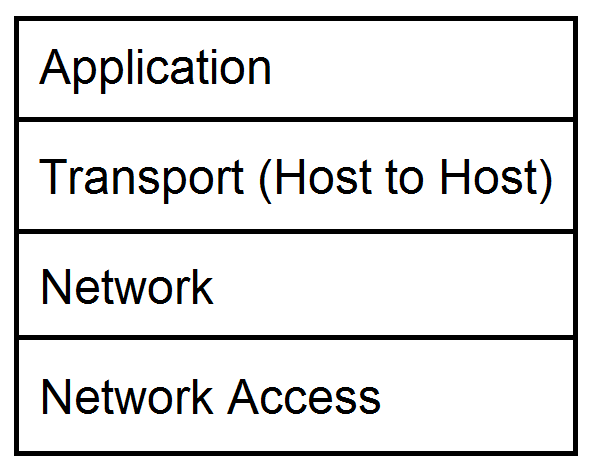 Application
Transport (Host to Host)
Network
Network Access